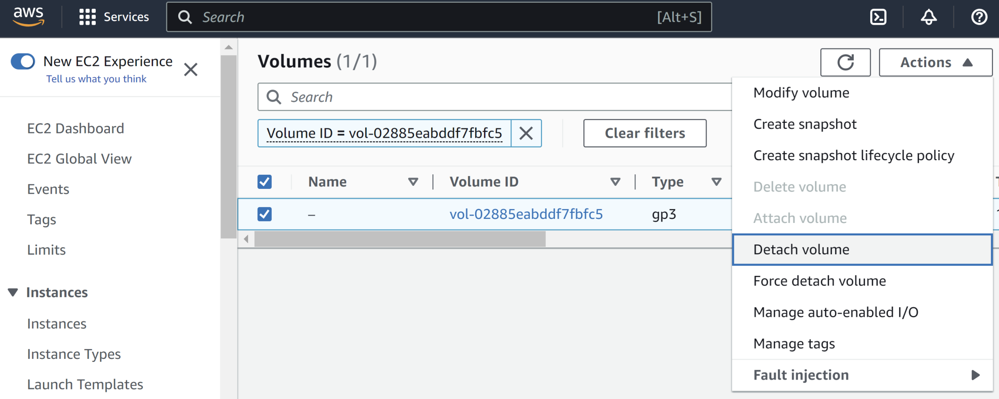 aws
Services
Search
[Alt+S]
New EC2 Experience
Tell us what you think
EC2 Dashboard
EC2 Global View
Events
Tags
Limits
Instances
Instances
Instance Types
Launch Templates
Volumes (1/1)
Actions
Search
Volume ID = vol-02885eabddf7fbfc5
Clear filters
Name
Volume ID
Type
–
vol-02885eabddf7fbfc5
gp3
Modify volume
Create snapshot
Create snapshot lifecycle policy
Delete volume
Attach volume
Detach volume
Force detach volume
Manage auto-enabled I/O
Manage tags
Fault injection